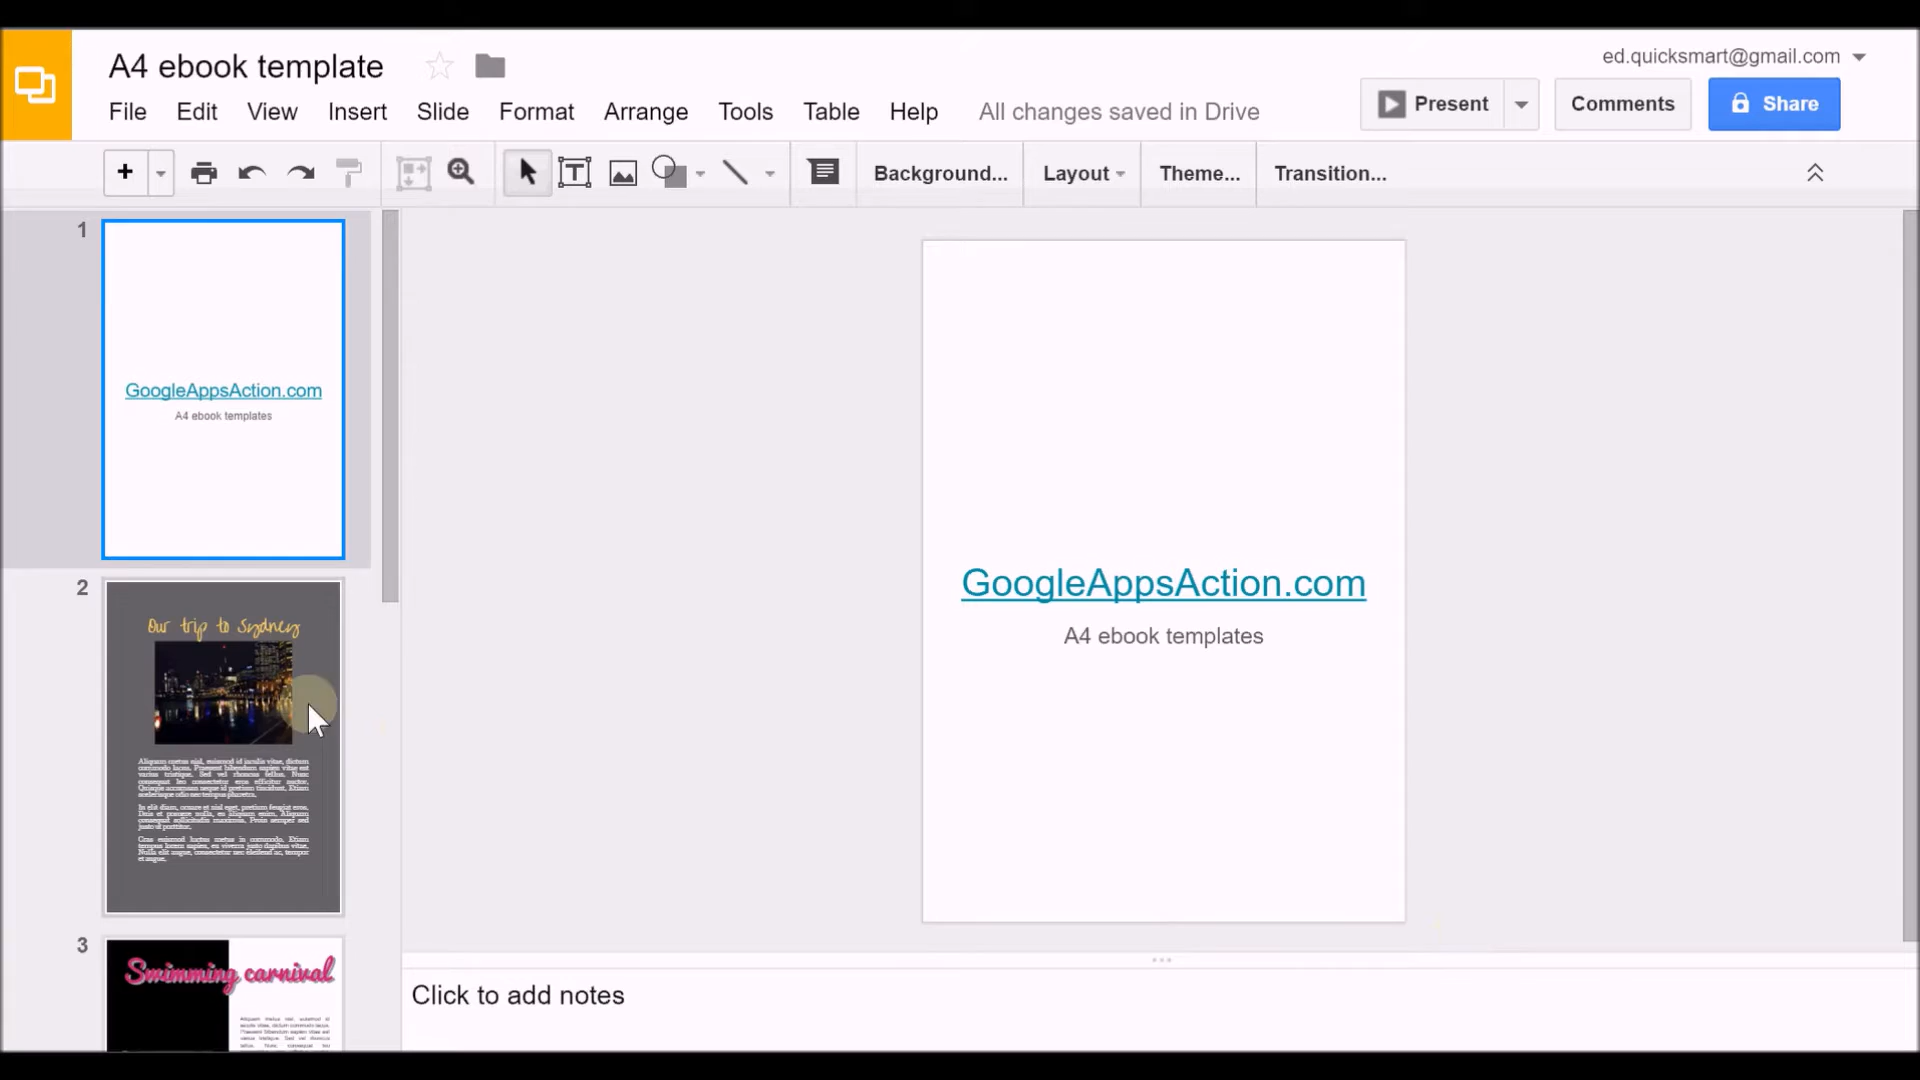 A4 ebook template
ed.quicksmart@gmail.com
File Edit View Insert Slide Format Arrange Tools Table Help All changes saved in Drive
Present Comments Share
Background... Layout Theme... Transition...
1
GoogleAppsAction.com
A4 ebook templates
2
Our trip to Sydney
3
Swimming carnival
GoogleAppsAction.com
A4 ebook templates
Click to add notes